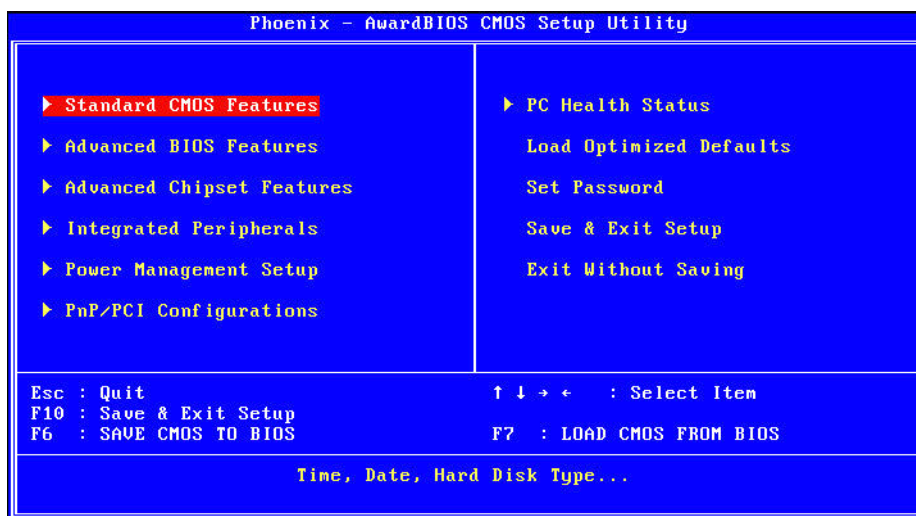 Phoenix - AwardBIOS CMOS Setup Utility
Standard CMOS Features
Advanced BIOS Features
Advanced Chipset Features
Integrated Peripherals
Power Management Setup
PnP/PCI Configurations
PC Health Status
Load Optimized Defaults
Set Password
Save & Exit Setup
Exit Without Saving
Esc : Quit
F10 : Save & Exit Setup
F6 : SAVE CMOS TO BIOS
↑ ↓ → ← : Select Item
F7 : LOAD CMOS FROM BIOS
Time, Date, Hard Disk Type...